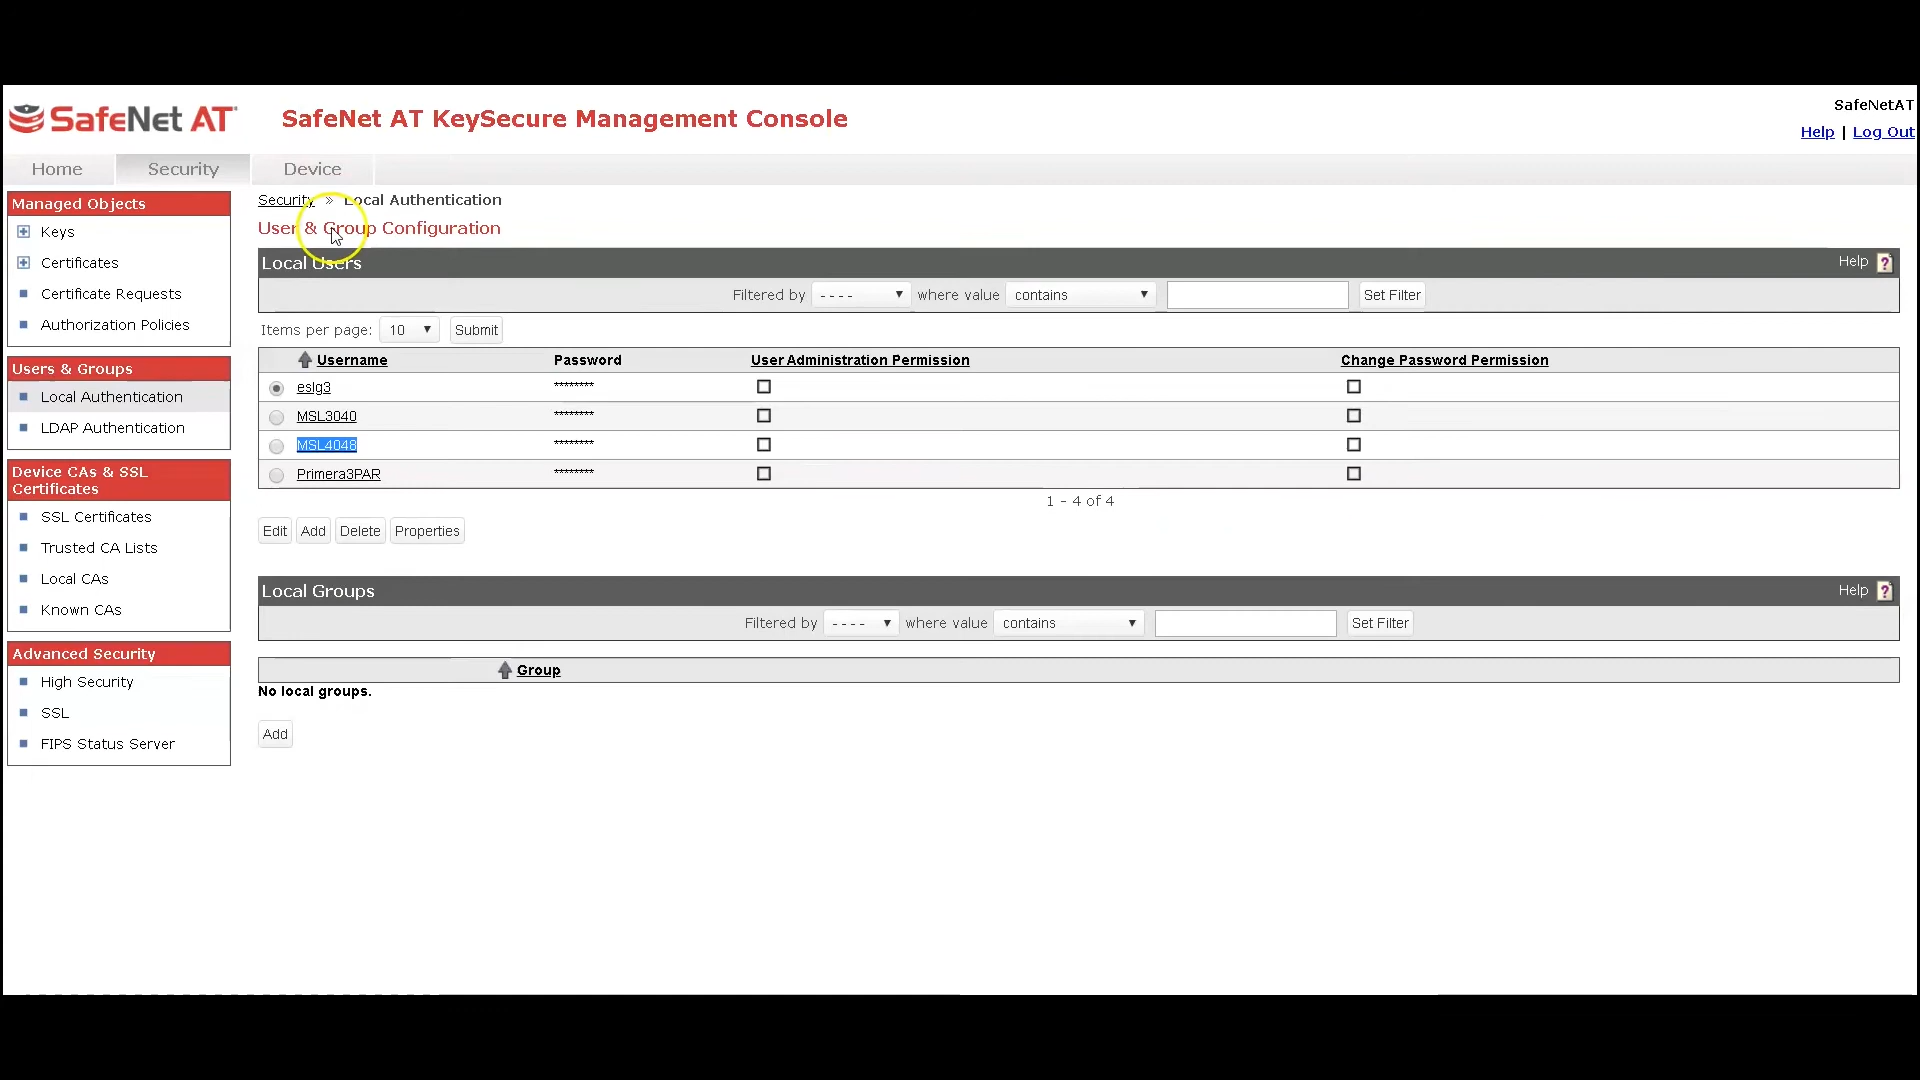 SafeNet AT
SafeNet AT KeySecure Management Console
SafeNetAT
Help | Log Out
Home Security Device
Managed Objects
Keys
Certificates
Certificate Requests
Authorization Policies
Users & Groups
Local Authentication
LDAP Authentication
Device CAs & SSL
Certificates
SSL Certificates
Trusted CA Lists
Local CAs
Known CAs
Advanced Security
High Security
SSL
FIPS Status Server
Security » Local Authentication
User & Group Configuration
Local Users Help ?
Filtered by ---- where value contains Set Filter
Items per page: 10 Submit
Username Password User Administration Permission Change Password Permission
eslg3 ********
MSL3040 ********
MSL4048 ********
Primera3PAR ********
1 - 4 of 4
Edit Add Delete Properties
Local Groups Help ?
Filtered by ---- where value contains Set Filter
Group
No local groups.
Add